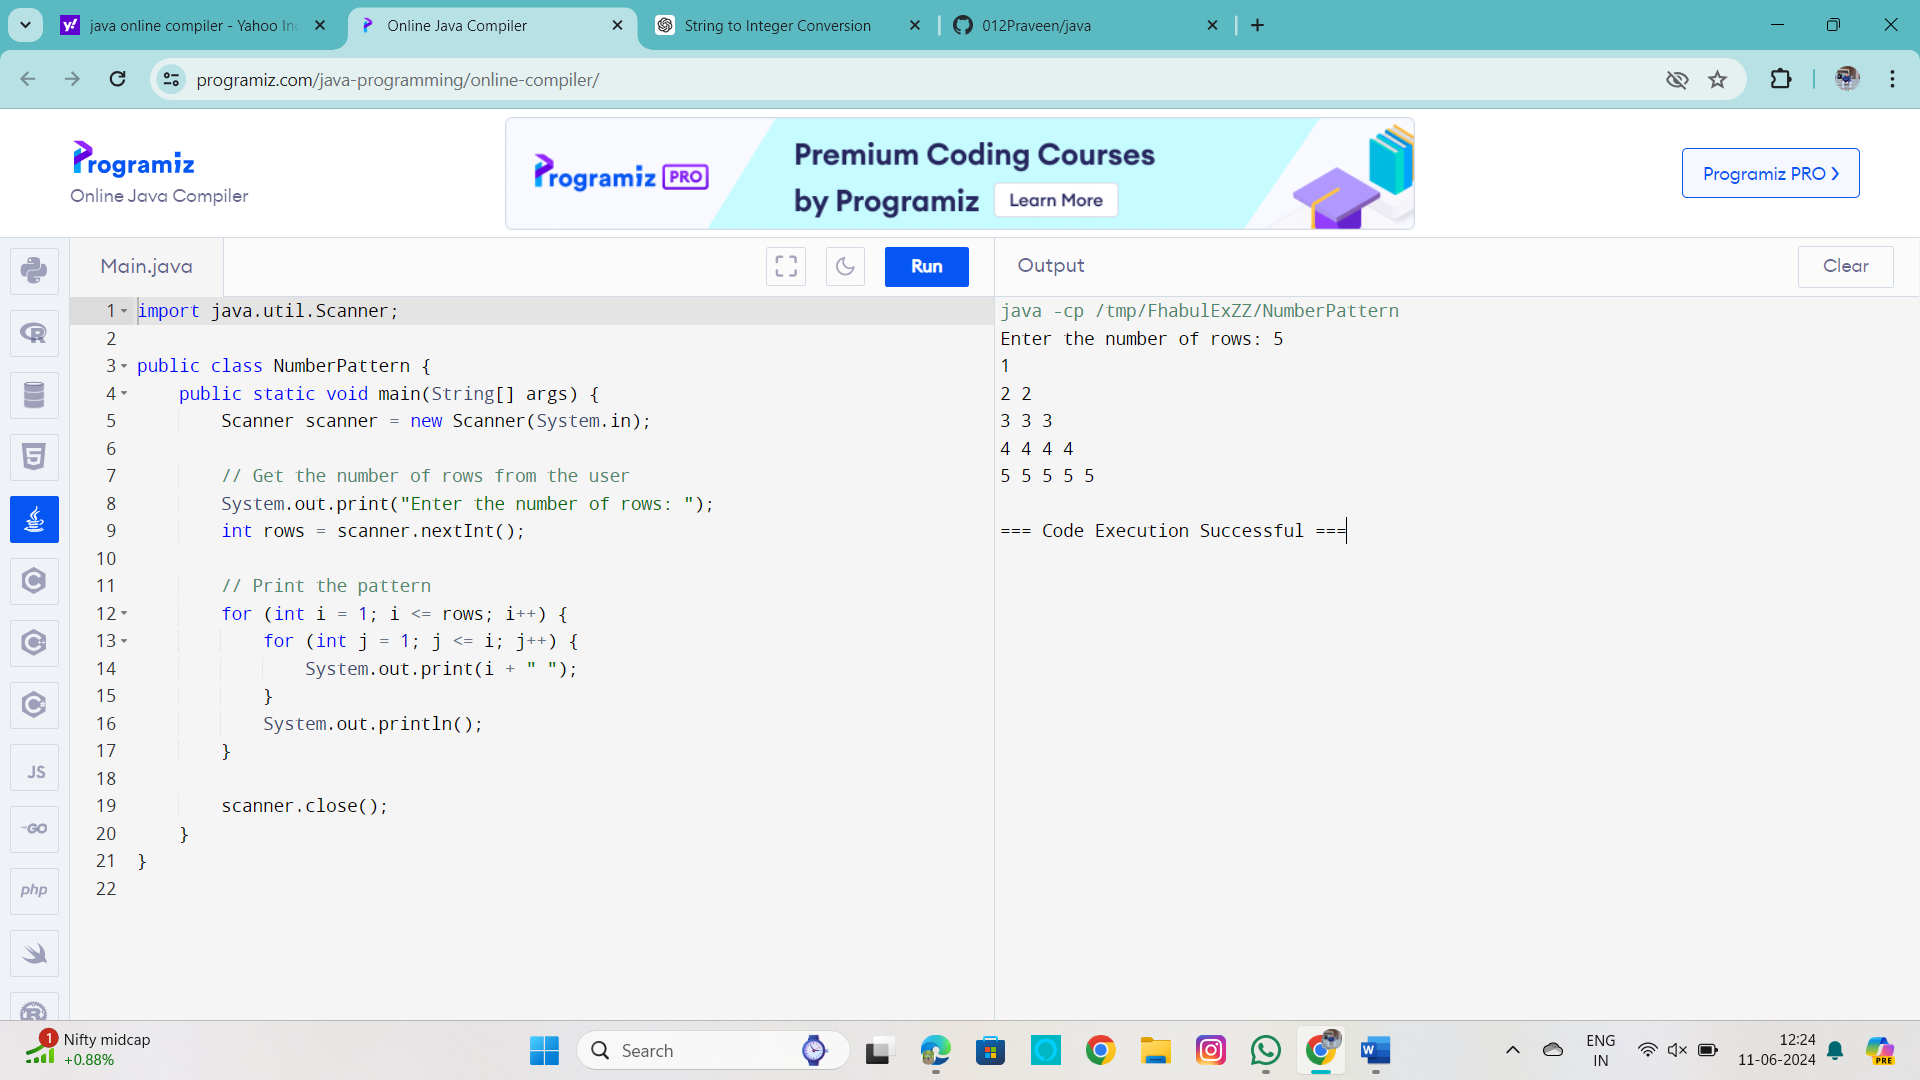 java online compiler - Yahoo In
Online Java Compiler
String to Integer Conversion
012Praveen/java
programiz.com/java-programming/online-compiler/
Programiz
Online Java Compiler
Programiz PRO
Premium Coding Courses
by Programiz
Learn More
Programiz PRO
Main.java
Run
Output
Clear
1 import java.util.Scanner;
2
3 public class NumberPattern {
4     public static void main(String[] args) {
5         Scanner scanner = new Scanner(System.in);
6
7         // Get the number of rows from the user
8         System.out.print("Enter the number of rows: ");
9         int rows = scanner.nextInt();
10
11         // Print the pattern
12         for (int i = 1; i <= rows; i++) {
13             for (int j = 1; j <= i; j++) {
14                 System.out.print(i + " ");
15             }
16             System.out.println();
17         }
18
19         scanner.close();
20     }
21 }
22
java -cp /tmp/FhabulExZZ/NumberPattern
Enter the number of rows: 5
1
2 2
3 3 3
4 4 4 4
5 5 5 5 5
=== Code Execution Successful ===
JS
GO
php
1
Nifty midcap
+0.88%
Search
ENG
IN
12:24
11-06-2024
PRE